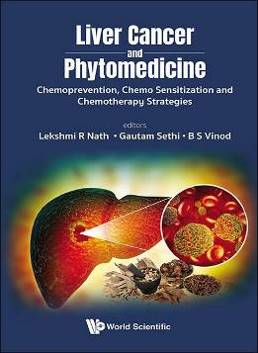 Liver Cancer
and
Phytomedicine
Chemoprevention, Chemo Sensitization and
Chemotherapy Strategies
editors
Lekshmi R Nath • Gautam Sethi • B S Vinod
World Scientific